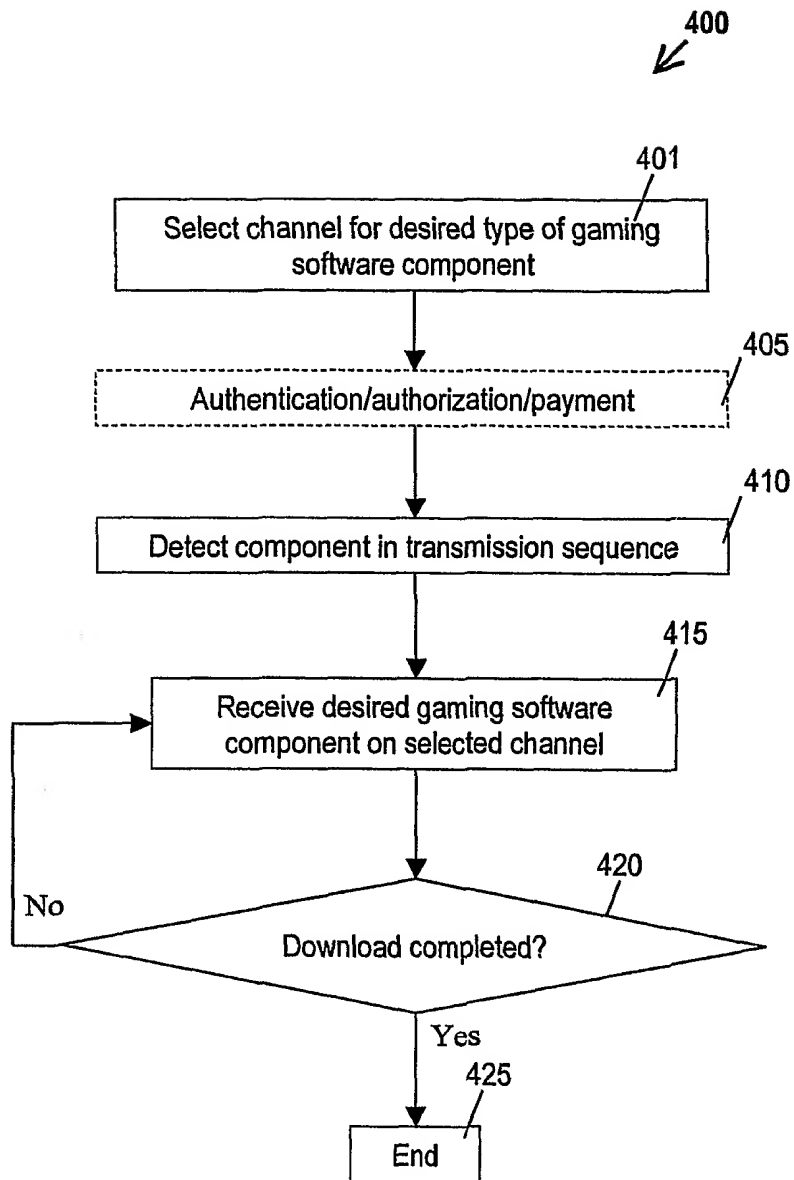 400
401
Select channel for desired type of gaming
software component
405
Authentication/authorization/payment
410
Detect component in transmission sequence
415
Receive desired gaming software
component on selected channel
420
No
Download completed?
Yes
425
End